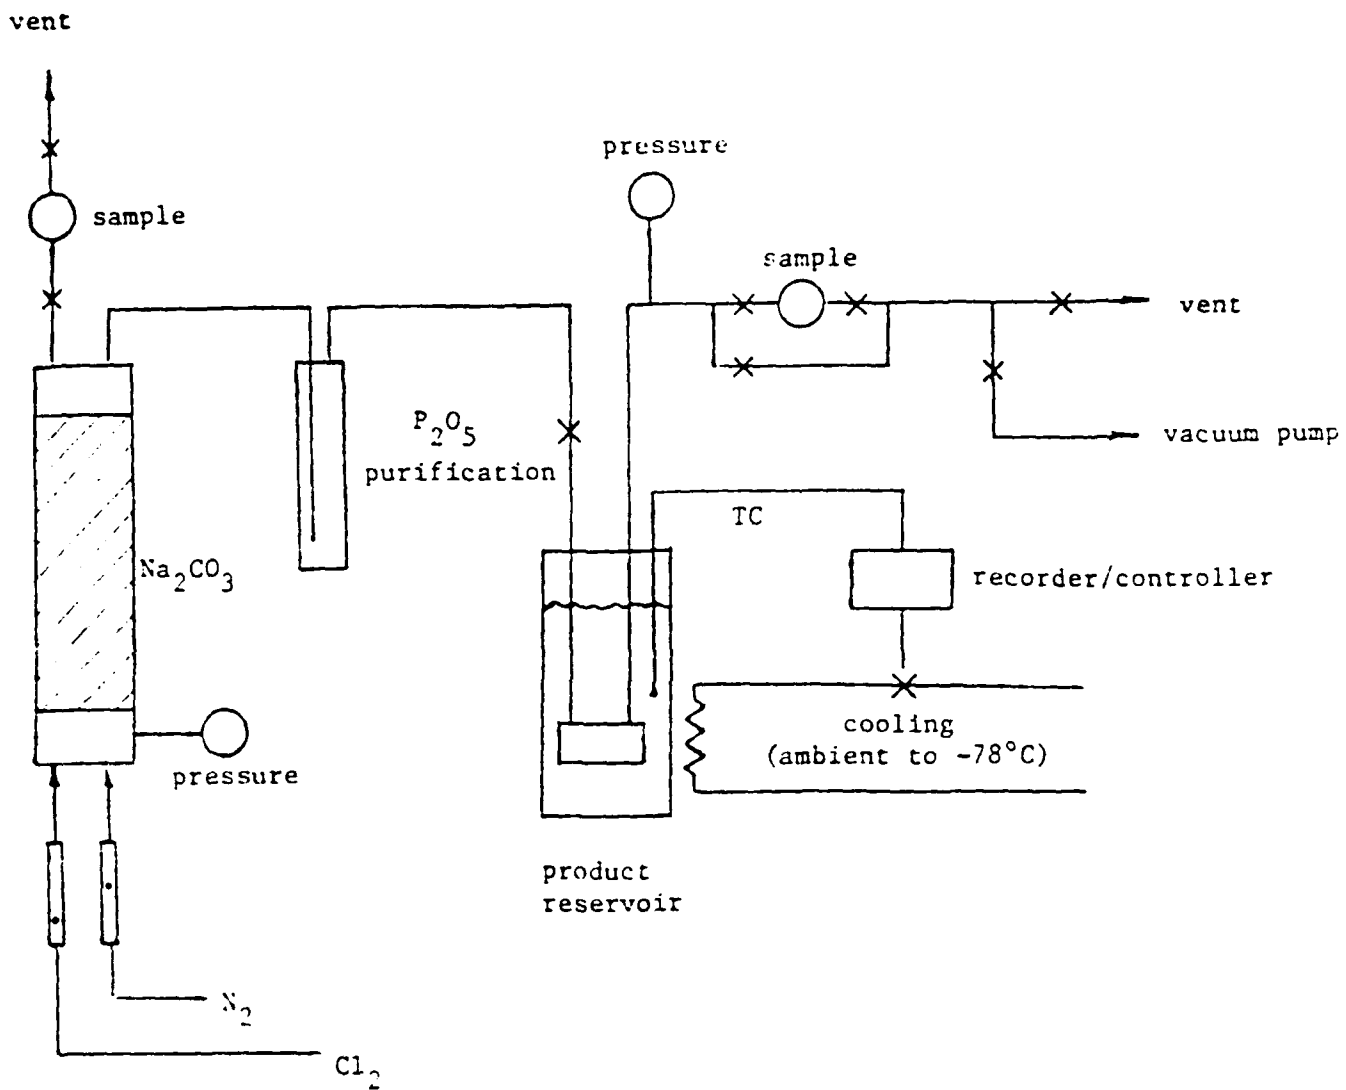 vent
pressure
sample
sample
vent
P₂O₅
purification
vacuum pump
TC
Na₂CO₃
recorder/controller
cooling
(ambient to -78°C)
pressure
product
reservoir
N₂
Cl₂